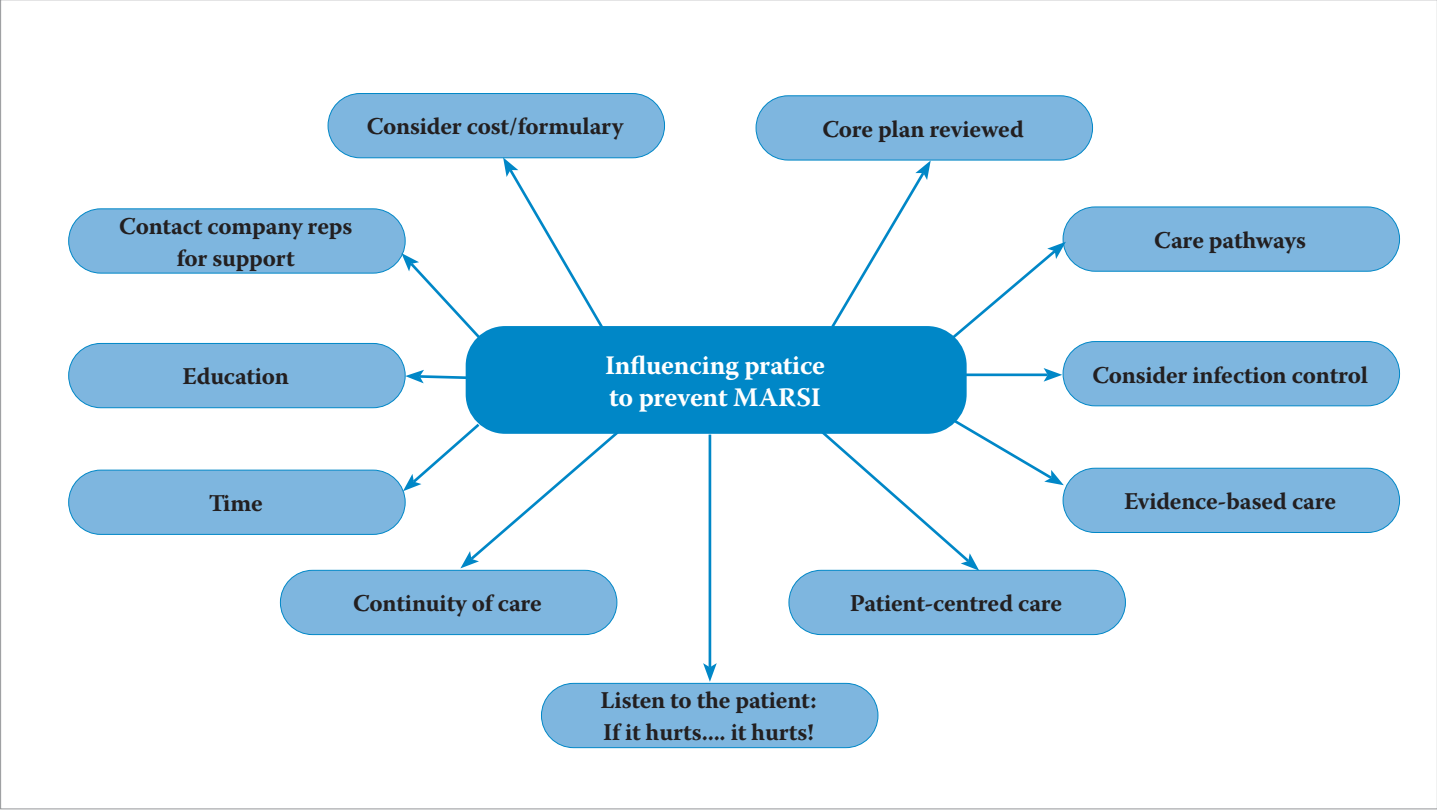 Consider cost/formulary
Core plan reviewed
Contact company reps
for support
Care pathways
Influencing pratice
to prevent MARSI
Education
Consider infection control
Time
Evidence-based care
Continuity of care
Patient-centred care
Listen to the patient:
If it hurts.... it hurts!